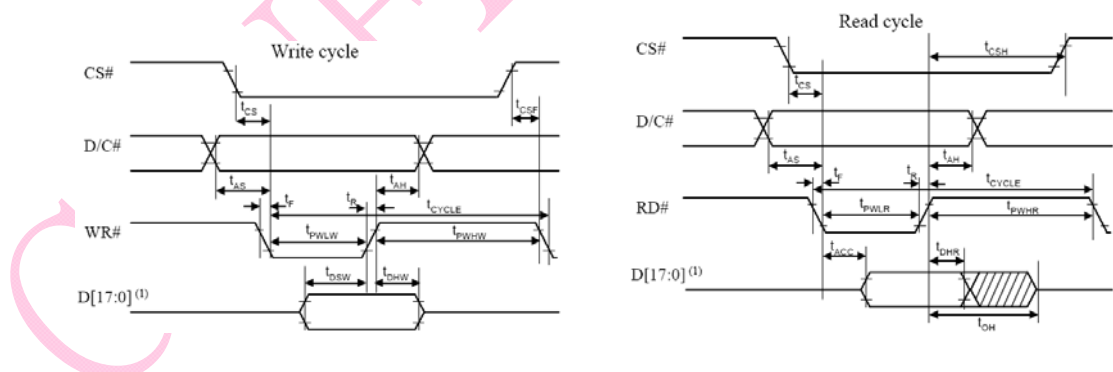 Write cycle
CS#
tCS
tCSF
D/C#
tAS
tAH
tF
tR
tCYCLE
WR#
tPWLW
tPWHW
tDSW
tDHW
D[17:0] (1)
Read cycle
CS#
tCSH
tCS
D/C#
tAS
tAH
tF
tR
tCYCLE
RD#
tPWLR
tPWHR
tACC
tDHR
D[17:0] (1)
tOH